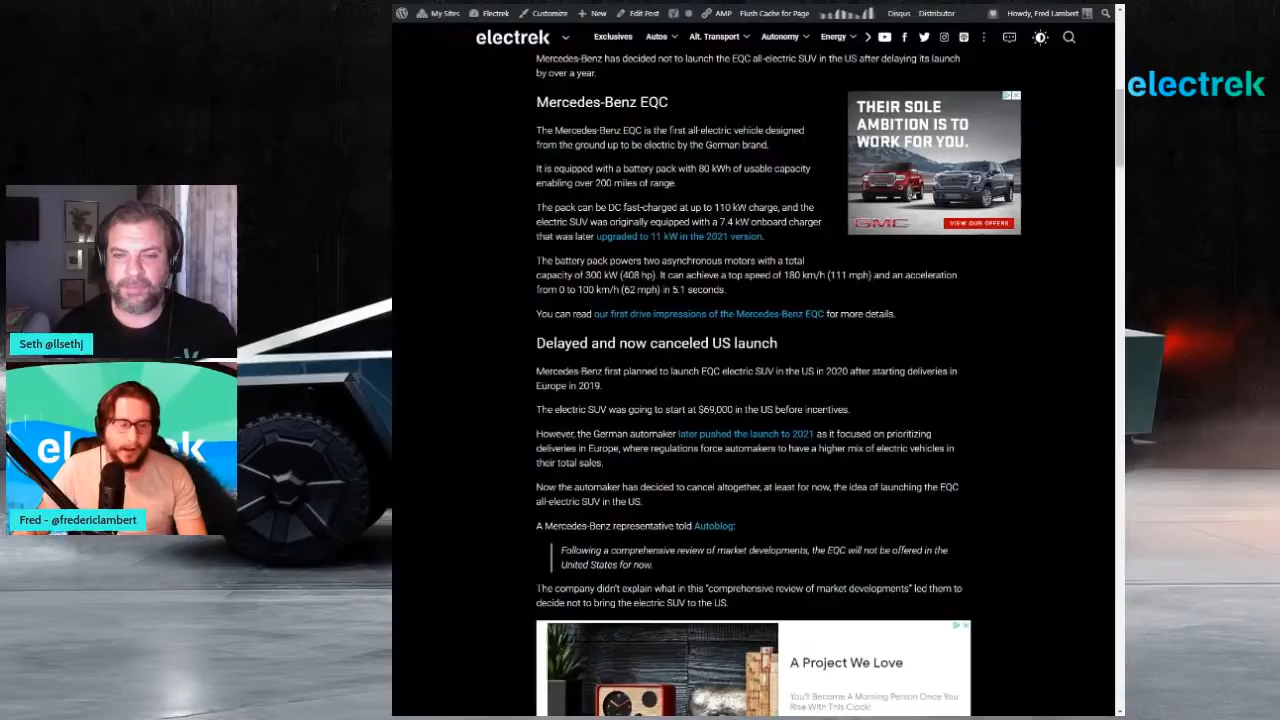 My Sites
Electrek
Customize
New
Edit Post
AMP
Flush Cache for Page
Disqus
Distributor
Howdy, Fred Lambert
electrek
Exclusives
Autos
Alt. Transport
Autonomy
Energy
electrek
Mercedes-Benz has decided not to launch the EQC all-electric SUV in the US after delaying its launch
by over a year.
Mercedes-Benz EQC
The Mercedes-Benz EQC is the first all-electric vehicle designed
from the ground up to be electric by the German brand.
It is equipped with a battery pack with 80 kWh of usable capacity
enabling over 200 miles of range.
The pack can be DC fast-charged at up to 110 kW charge, and the
electric SUV was originally equipped with a 7.4 kW onboard charger
that was later upgraded to 11 kW in the 2021 version.
The battery pack powers two asynchronous motors with a total
capacity of 300 kW (408 hp). It can achieve a top speed of 180 km/h (111 mph) and an acceleration
from 0 to 100 km/h (62 mph) in 5.1 seconds.
You can read our first drive impressions of the Mercedes-Benz EQC for more details.
THEIR SOLE
AMBITION IS TO
WORK FOR YOU.
GMC
VIEW OUR OFFERS
Delayed and now canceled US launch
Mercedes-Benz first planned to launch EQC electric SUV in the US in 2020 after starting deliveries in
Europe in 2019.
The electric SUV was going to start at $69,000 in the US before incentives.
However, the German automaker later pushed the launch to 2021 as it focused on prioritizing
deliveries in Europe, where regulations force automakers to have a higher mix of electric vehicles in
their total sales.
Now the automaker has decided to cancel altogether, at least for now, the idea of launching the EQC
all-electric SUV in the US.
A Mercedes-Benz representative told Autoblog:
Following a comprehensive review of market developments, the EQC will not be offered in the
United States for now.
The company didn't explain what in this "comprehensive review of market developments" led them to
decide not to bring the electric SUV to the US.
A Project We Love
You'll Become A Morning Person Once You
Rise With This Clock!
Seth @llsethj
el
k
Fred - @fredericlambert